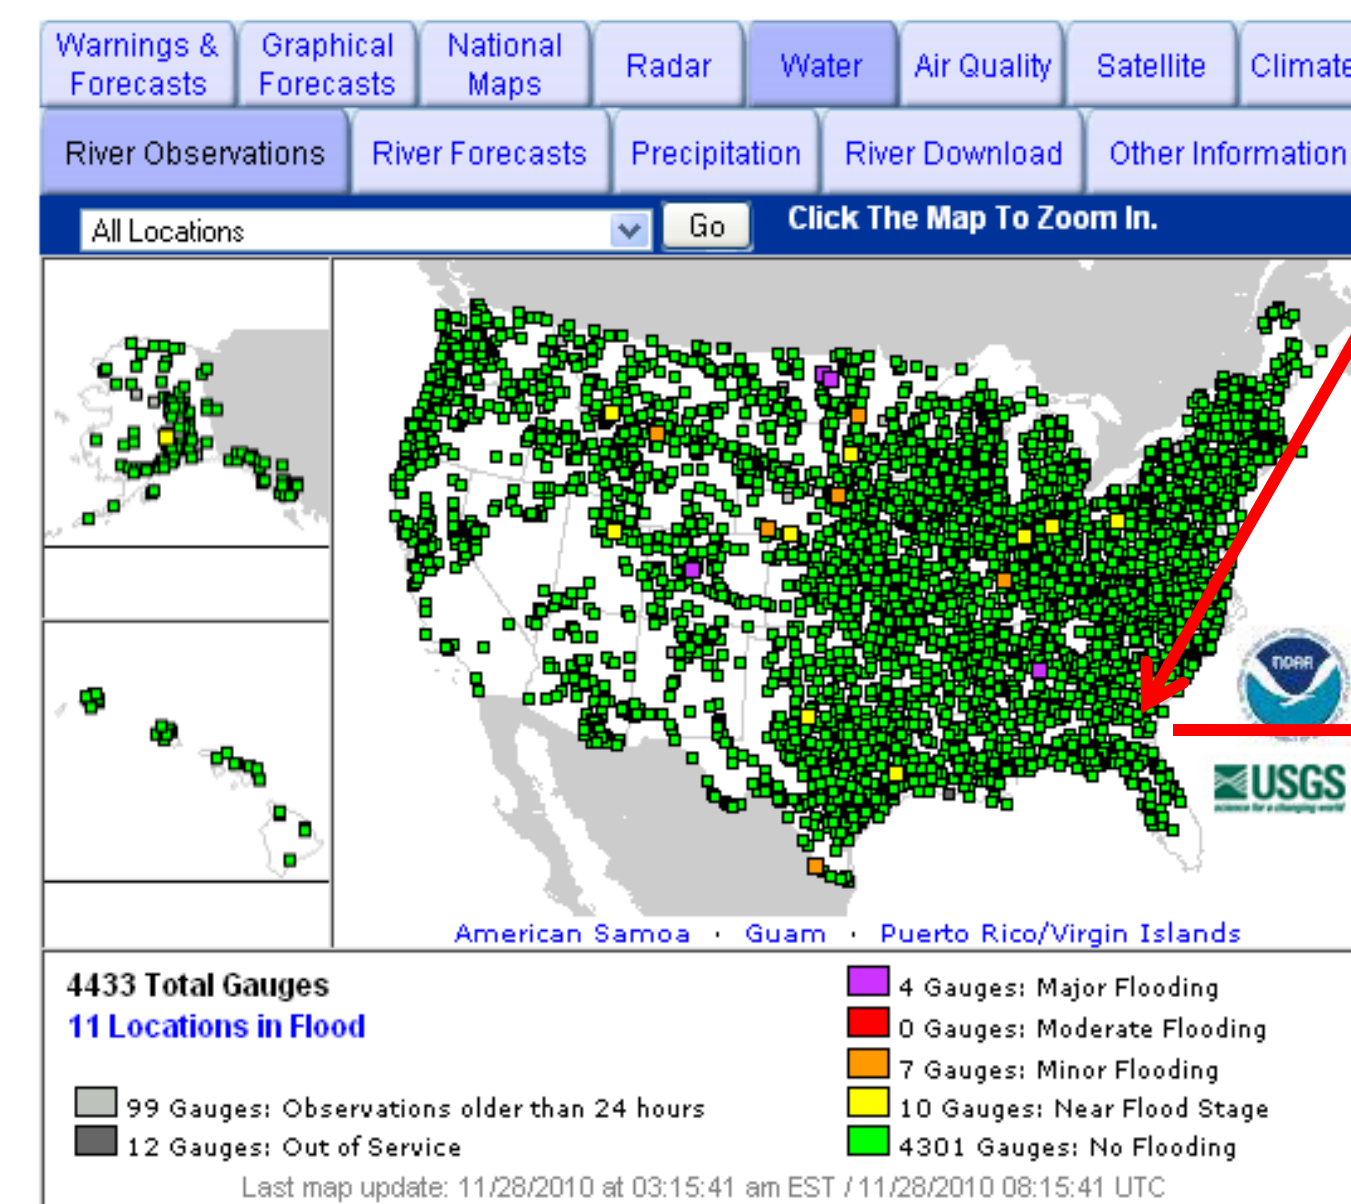 Warnings & Forecasts
Graphical Forecasts
National Maps
Radar
Water
Air Quality
Satellite
Climate
River Observations
River Forecasts
Precipitation
River Download
Other Information
All Locations
Go
Click The Map To Zoom In.
NOAA
USGS
science for a changing world
American Samoa · Guam · Puerto Rico/Virgin Islands
4433 Total Gauges
11 Locations in Flood
99 Gauges: Observations older than 24 hours
12 Gauges: Out of Service
4 Gauges: Major Flooding
0 Gauges: Moderate Flooding
7 Gauges: Minor Flooding
10 Gauges: Near Flood Stage
4301 Gauges: No Flooding
Last map update: 11/28/2010 at 03:15:41 am EST / 11/28/2010 08:15:41 UTC